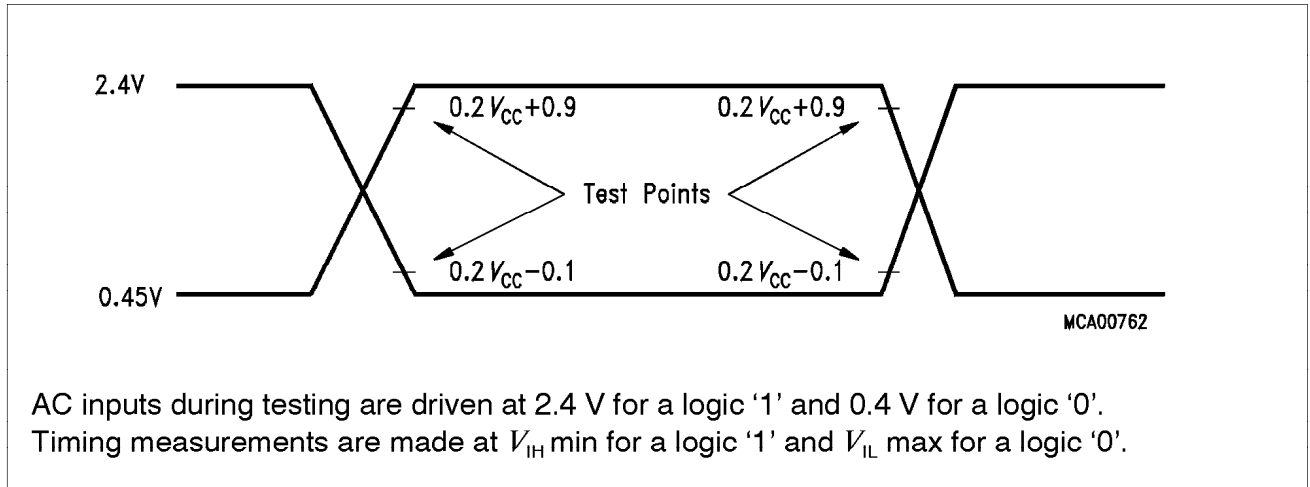 2.4V
0.2 VCC+0.9 0.2 VCC+0.9
Test Points
0.2 VCC−0.1 0.2 VCC−0.1
0.45V
MCA00762
AC inputs during testing are driven at 2.4 V for a logic ‘1’ and 0.4 V for a logic ‘0’.
Timing measurements are made at VIH min for a logic ‘1’ and VIL max for a logic ‘0’.